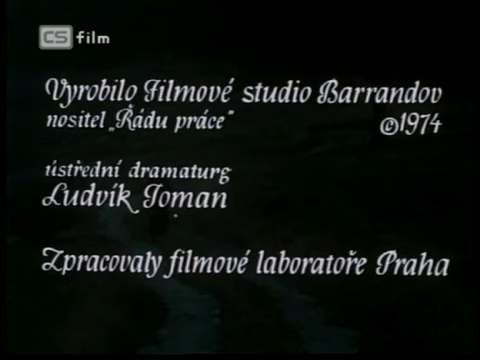 CS film
Vyrobilo Filmové studio Barrandov
nositel „Řádu práce"
©1974
ústřední dramaturg
Ludvík Toman
Zpracovaly filmové laboratoře Praha